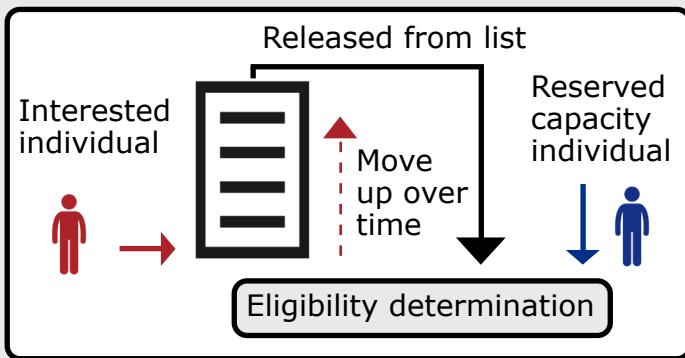 Released from list
Interested
individual
Reserved
capacity
individual
Move
up over
time
Eligibility determination